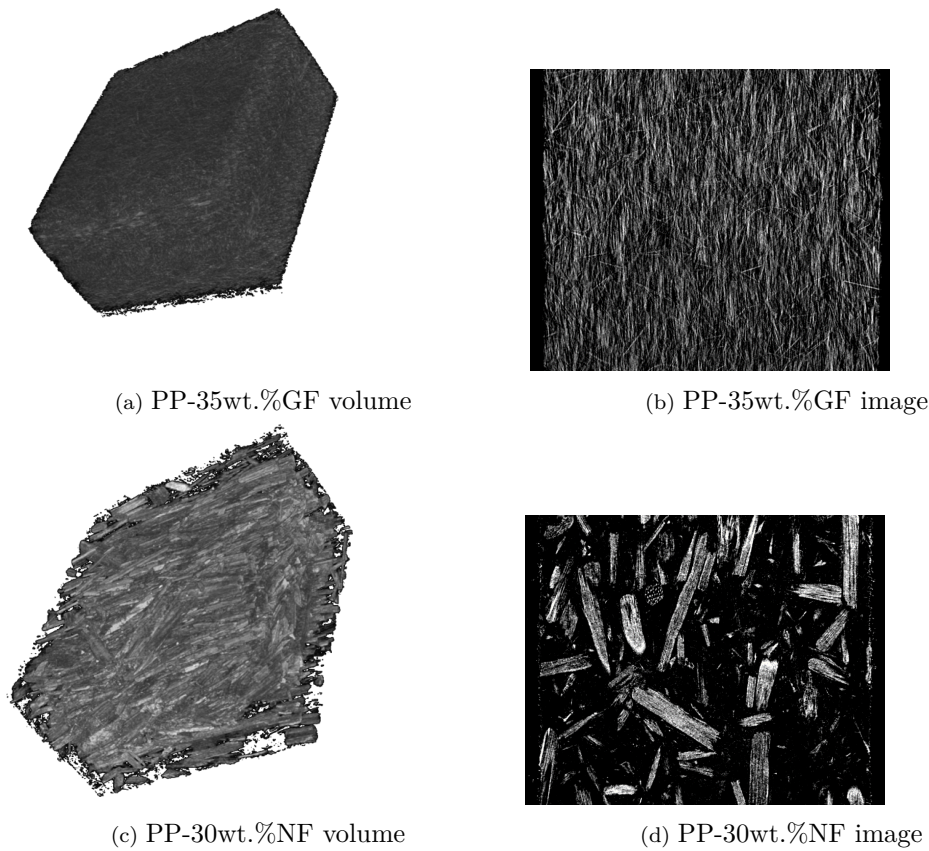 (a) PP-35wt.%GF volume
(b) PP-35wt.%GF image
(c) PP-30wt.%NF volume
(d) PP-30wt.%NF image